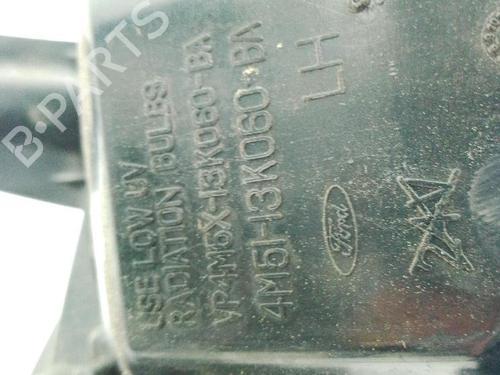 USE LOW UV
RADIATION BULBS
VP4M5X-13K060-BA
4M51-13K060-BA
LH
Ford
B-PARTS